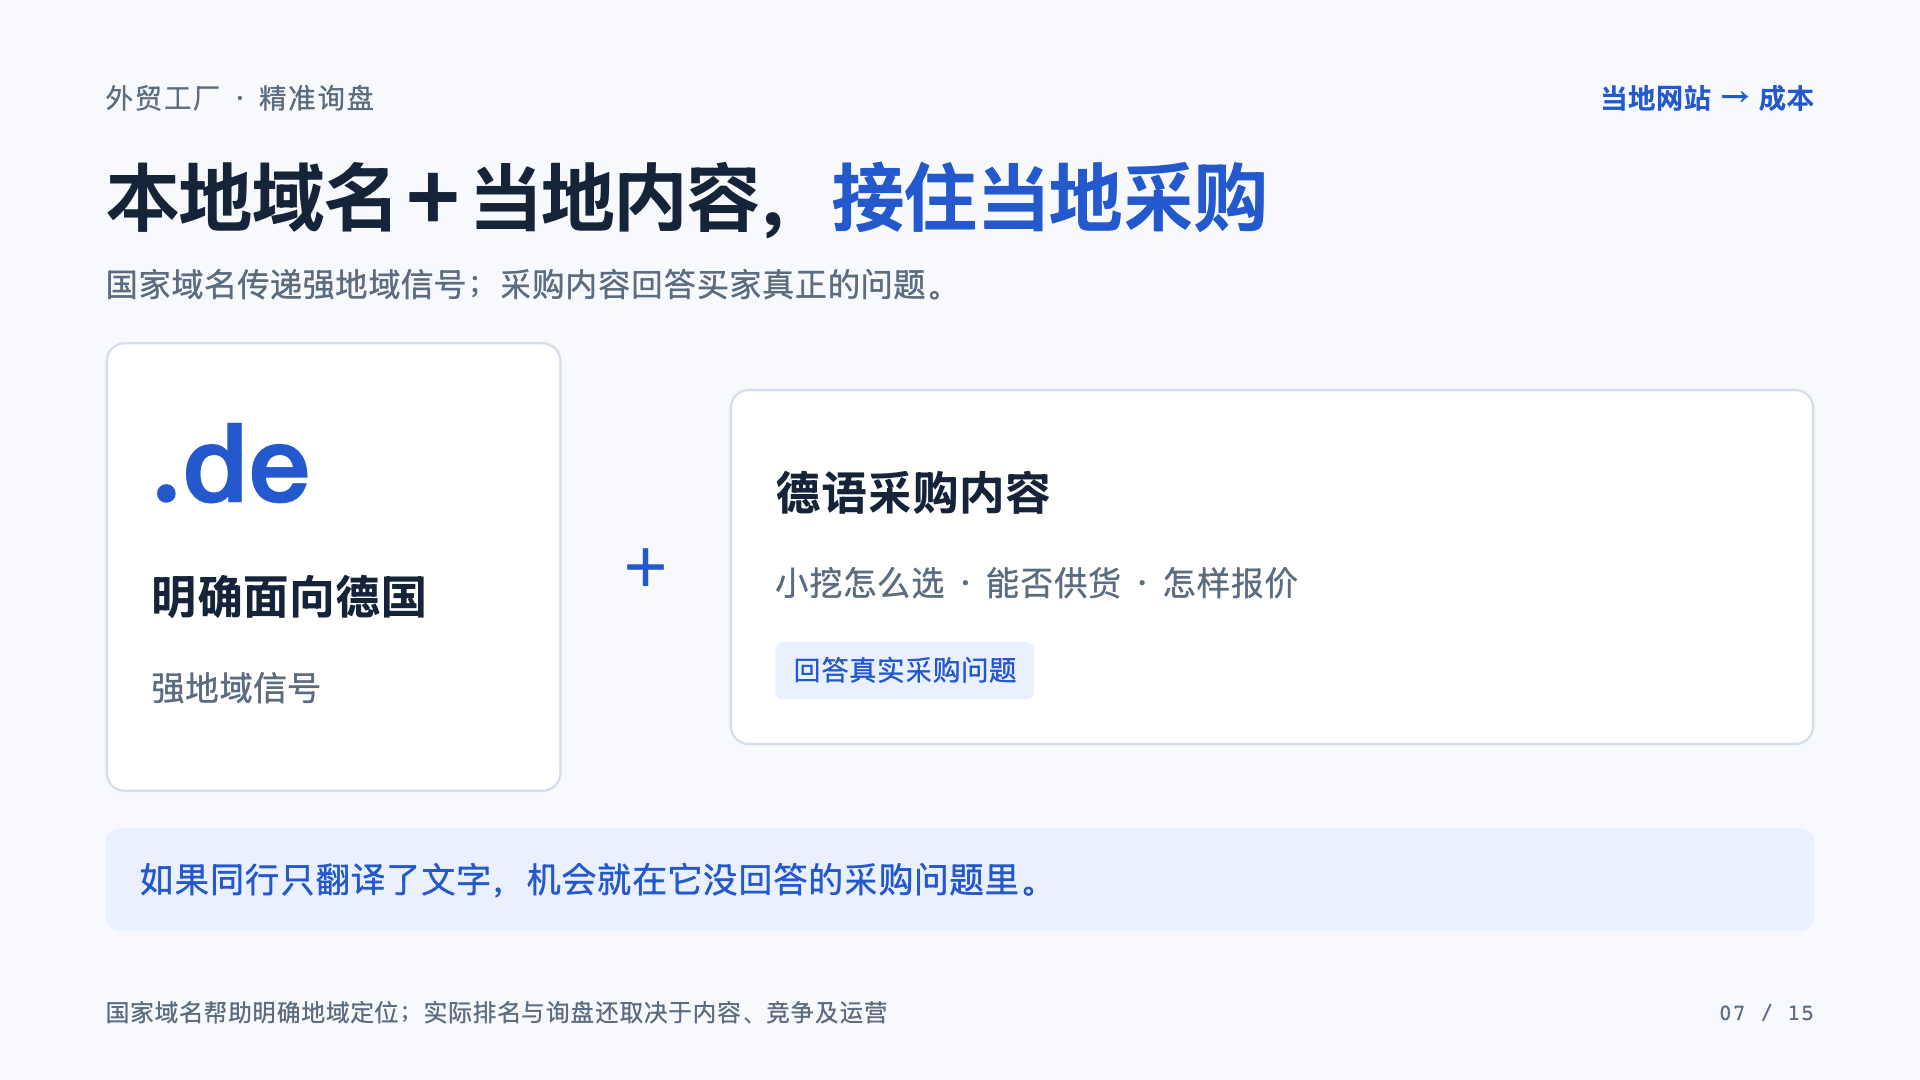 外贸工厂 · 精准询盘
当地网站 → 成本
本地域名＋当地内容，接住当地采购
国家域名传递强地域信号；采购内容回答买家真正的问题。
.de
明确面向德国
强地域信号
+
德语采购内容
小挖怎么选 · 能否供货 · 怎样报价
回答真实采购问题
如果同行只翻译了文字，机会就在它没回答的采购问题里。
国家域名帮助明确地域定位；实际排名与询盘还取决于内容、竞争及运营
07 / 15